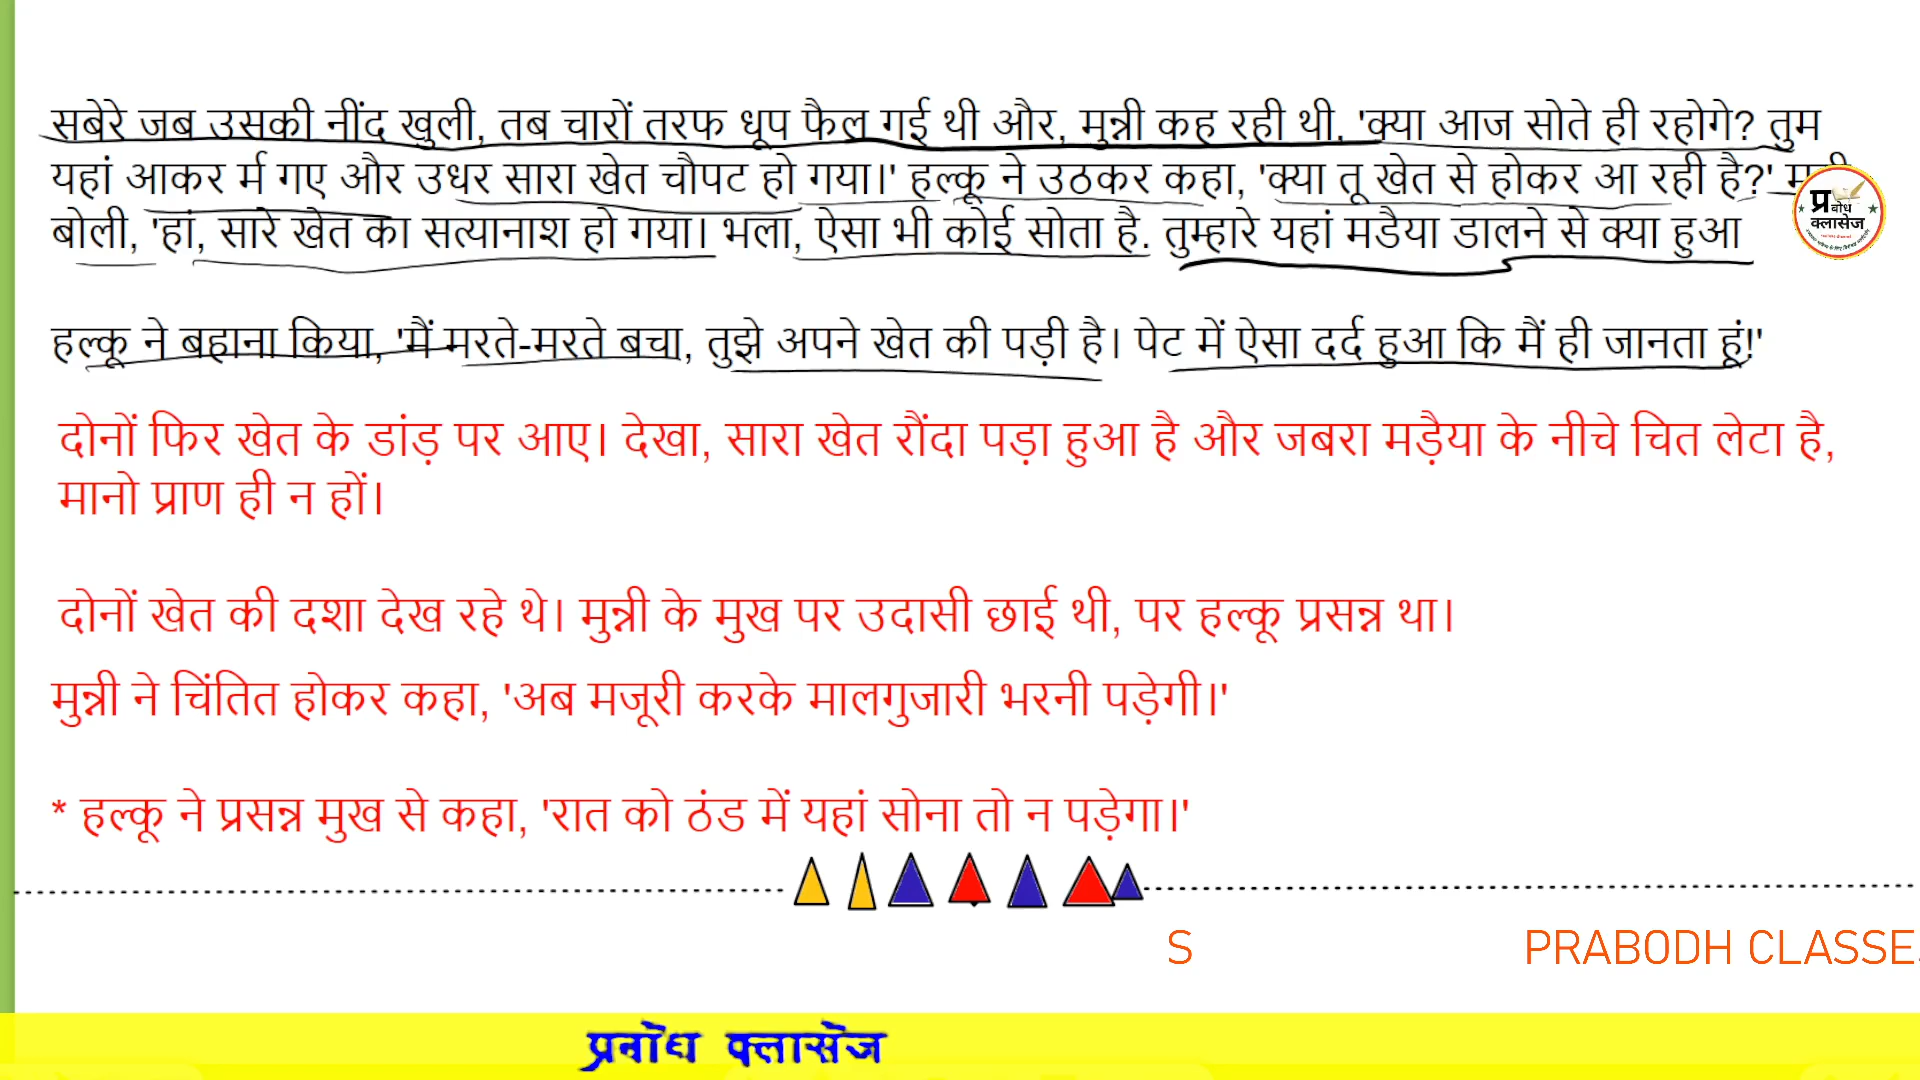 सबेरे जब उसकी नींद खुली, तब चारों तरफ धूप फैल गई थी और, मुन्नी कह रही थी. 'क्या आज सोते ही रहोगे? तुम
यहां आकर र्म गए और उधर सारा खेत चौपट हो गया।' हल्कू ने उठकर कहा, 'क्या तू खेत से होकर आ रही है?'
बोली, 'हां, सारे खेत का सत्यानाश हो गया। भला, ऐसा भी कोई सोता है. तुम्हारे यहां मडैया डालने से क्या हुआ
प्रबोध
क्लासेज
हल्कू ने बहाना किया, 'मैं मरते-मरते बचा, तुझे अपने खेत की पड़ी है। पेट में ऐसा दर्द हुआ कि मैं ही जानता हूं!'
दोनों फिर खेत के डांड़ पर आए। देखा, सारा खेत रौंदा पड़ा हुआ है और जबरा मड़ैया के नीचे चित लेटा है,
मानो प्राण ही न हों।
दोनों खेत की दशा देख रहे थे। मुन्नी के मुख पर उदासी छाई थी, पर हल्कू प्रसन्न था।
मुन्नी ने चिंतित होकर कहा, 'अब मजूरी करके मालगुजारी भरनी पड़ेगी।'
* हल्कू ने प्रसन्न मुख से कहा, 'रात को ठंड में यहां सोना तो न पड़ेगा।'
S PRABODH CLASSE
प्रबोध क्लासेज